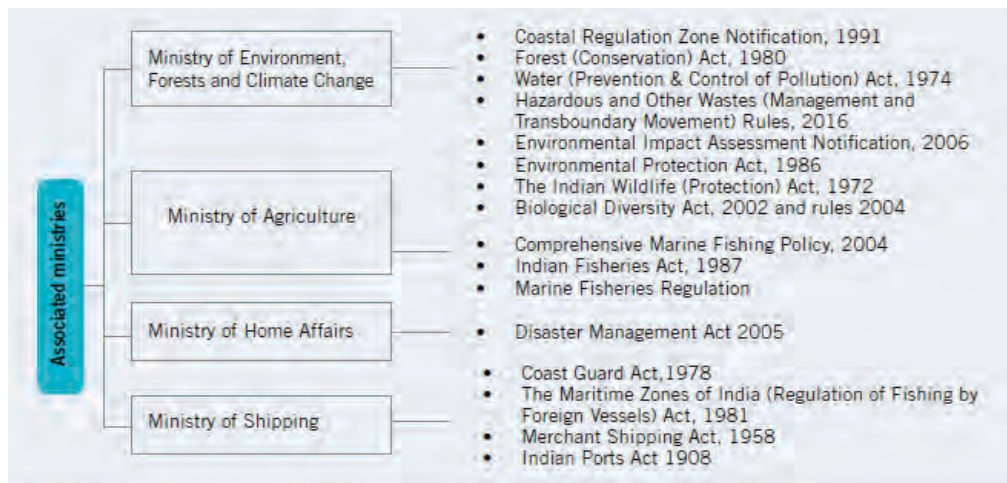 Associated ministries
Ministry of Environment,
Forests and Climate Change
• Coastal Regulation Zone Notification, 1991
• Forest (Conservation) Act, 1980
• Water (Prevention & Control of Pollution) Act, 1974
• Hazardous and Other Wastes (Management and
Transboundary Movement) Rules, 2016
• Environmental Impact Assessment Notification, 2006
• Environmental Protection Act, 1986
• The Indian Wildlife (Protection) Act, 1972
• Biological Diversity Act, 2002 and rules 2004
Ministry of Agriculture
• Comprehensive Marine Fishing Policy, 2004
• Indian Fisheries Act, 1987
• Marine Fisheries Regulation
Ministry of Home Affairs
• Disaster Management Act 2005
Ministry of Shipping
• Coast Guard Act,1978
• The Maritime Zones of India (Regulation of Fishing by
Foreign Vessels) Act, 1981
• Merchant Shipping Act, 1958
• Indian Ports Act 1908